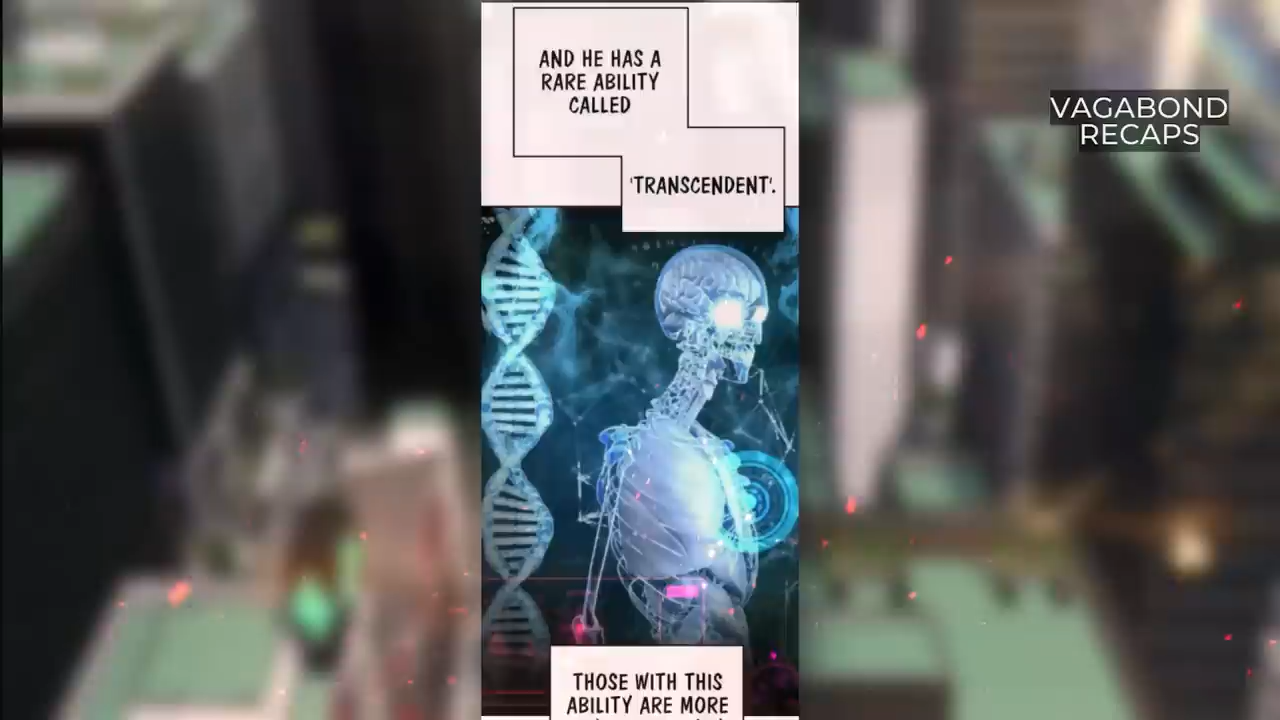 AND HE HAS A
RARE ABILITY
CALLED
'TRANSCENDENT'.
VAGABOND
RECAPS
THOSE WITH THIS
ABILITY ARE MORE